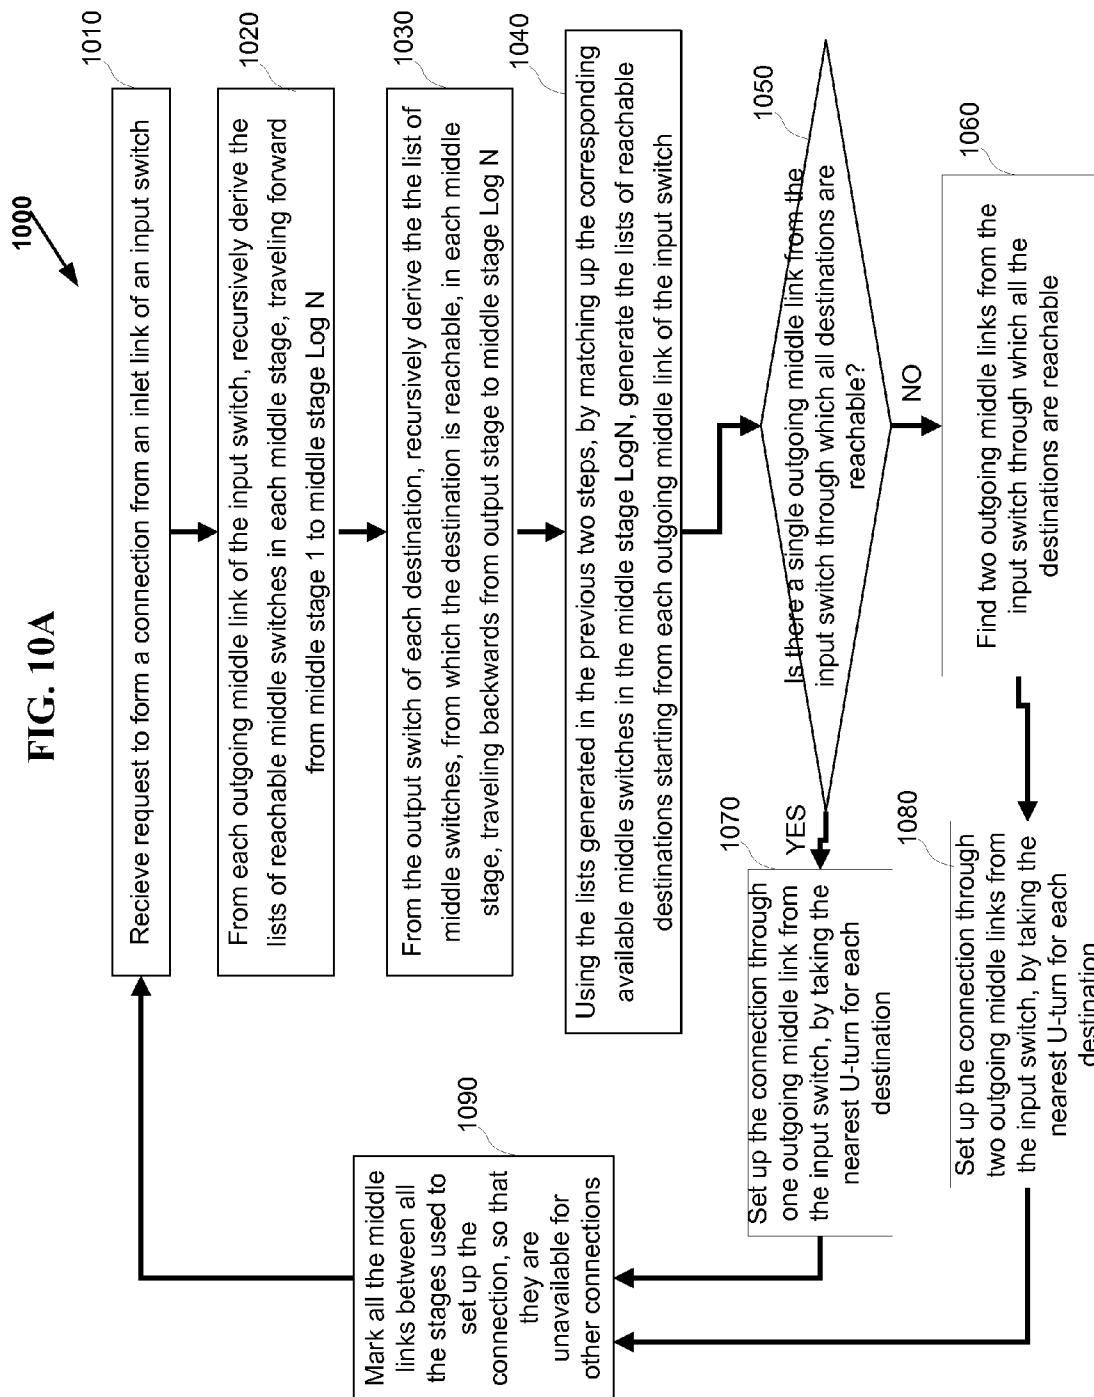 FIG. 10A
1000
1010
Recieve request to form a connection from an inlet link of an input switch
1020
From each outgoing middle link of the input switch, recursively derive the
lists of reachable middle switches in each middle stage, traveling forward
from middle stage 1 to middle stage Log N
1030
From the output switch of each destination, recursively derive the list of
middle switches, from which the destination is reachable, in each middle
stage, traveling backwards from output stage to middle stage Log N
1040
Using the lists generated in the previous two steps, by matching up the corresponding
available middle switches in the middle stage LogN, generate the lists of reachable
destinations starting from each outgoing middle link of the input switch
1050
Is there a single outgoing middle link from the
input switch through which all destinations are
reachable?
YES
NO
1060
Find two outgoing middle links from the
input switch through which all the
destinations are reachable
1070
Set up the connection through
one outgoing middle link from
the input switch, by taking the
nearest U-turn for each
destination
1080
Set up the connection through
two outgoing middle links from
the input switch, by taking the
nearest U-turn for each
destination
1090
Mark all the middle
links between all
the stages used to
set up the
connection, so that
they are
unavailable for
other connections